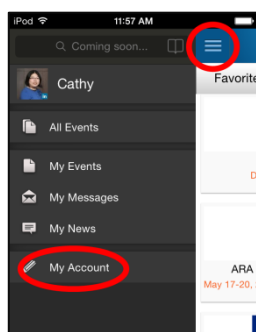 iPod 11:57 AM
Coming soon...
Cathy
Favorite
All Events
My Events
D
My Messages
My News
My Account
ARA
May 17-20,